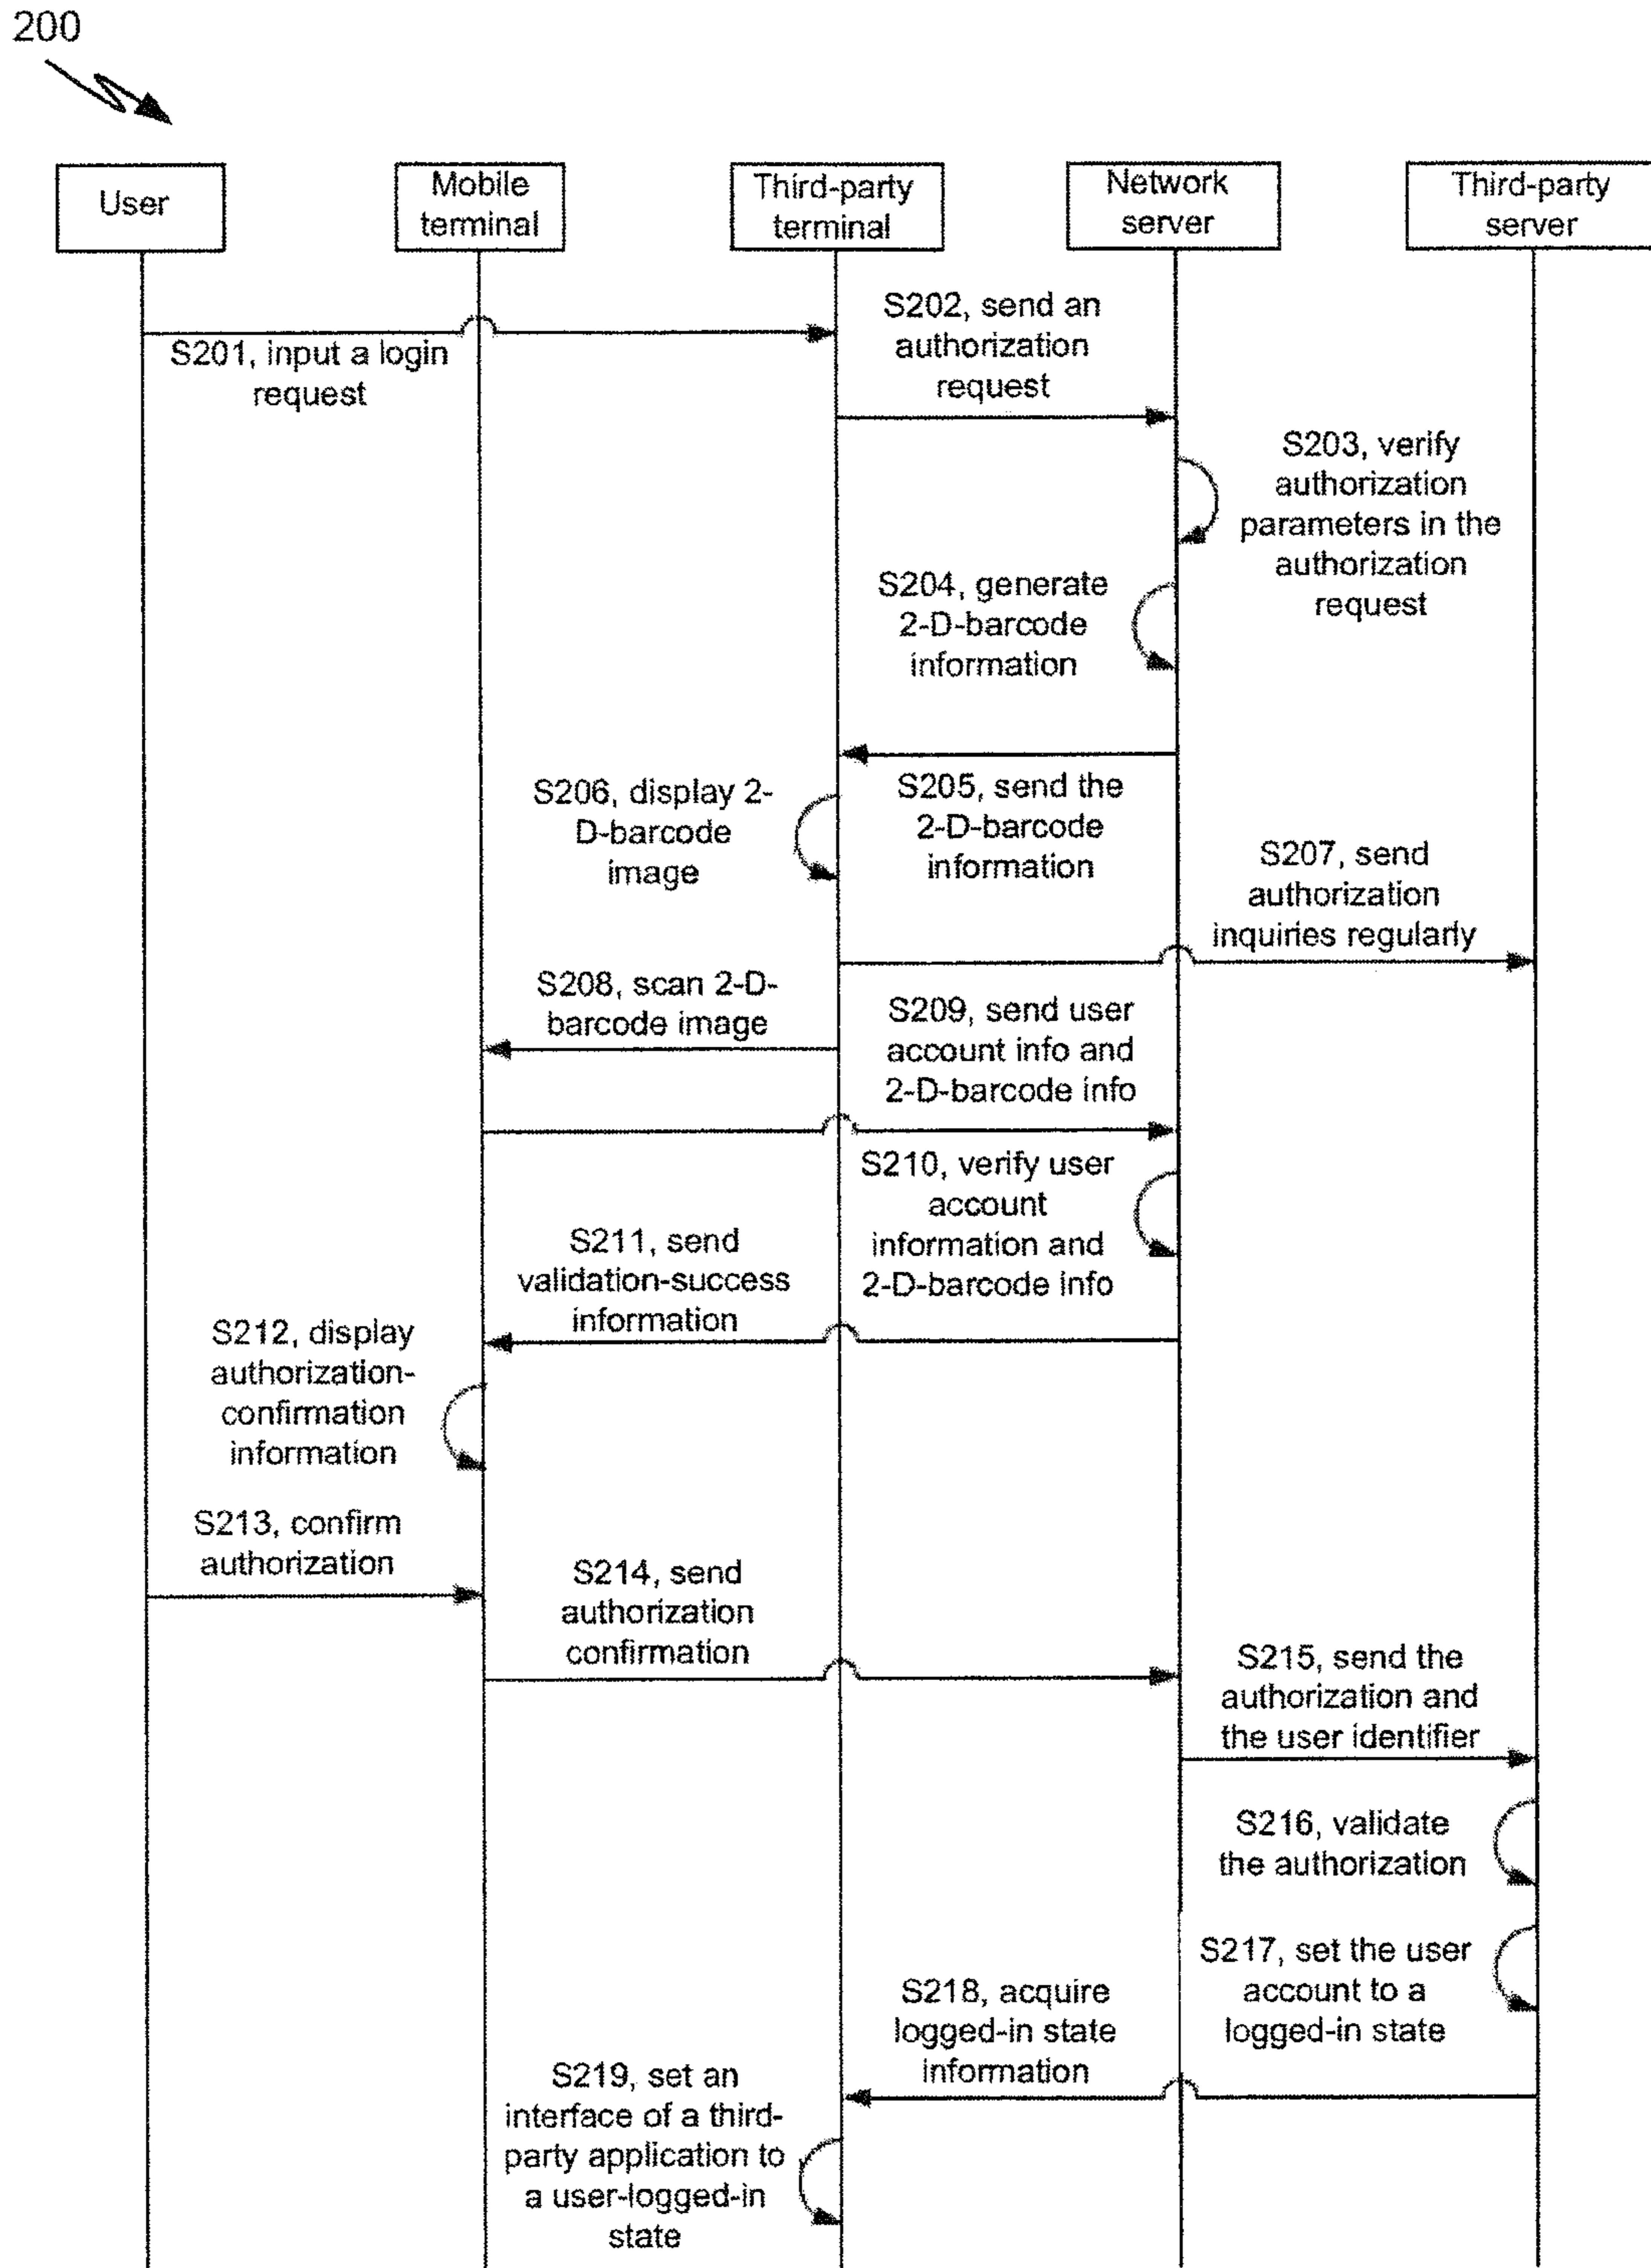 200
User
Mobile
terminal
Third-party
terminal
Network
server
Third-party
server
S201, input a login
request
S202, send an
authorization
request
S203, verify
authorization
parameters in the
authorization
request
S204, generate
2-D-barcode
information
S205, send the
2-D-barcode
information
S206, display 2-
D-barcode
image
S207, send
authorization
inquiries regularly
S208, scan 2-D-
barcode image
S209, send user
account info and
2-D-barcode info
S210, verify user
account
information and
2-D-barcode info
S211, send
validation-success
information
S212, display
authorization-
confirmation
information
S213, confirm
authorization
S214, send
authorization
confirmation
S215, send the
authorization and
the user identifier
S216, validate
the authorization
S217, set the user
account to a
logged-in state
S218, acquire
logged-in state
information
S219, set an
interface of a third-
party application to
a user-logged-in
state